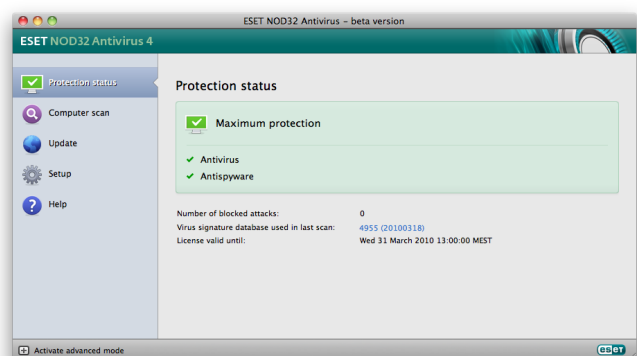 ESET NOD32 Antivirus – beta version
ESET NOD32 Antivirus 4
Protection status
Computer scan
Update
Setup
Help
Protection status
Maximum protection
Antivirus
Antispyware
Number of blocked attacks: 0
Virus signature database used in last scan: 4955 (20100318)
License valid until: Wed 31 March 2010 13:00:00 MEST
Activate advanced mode
eset